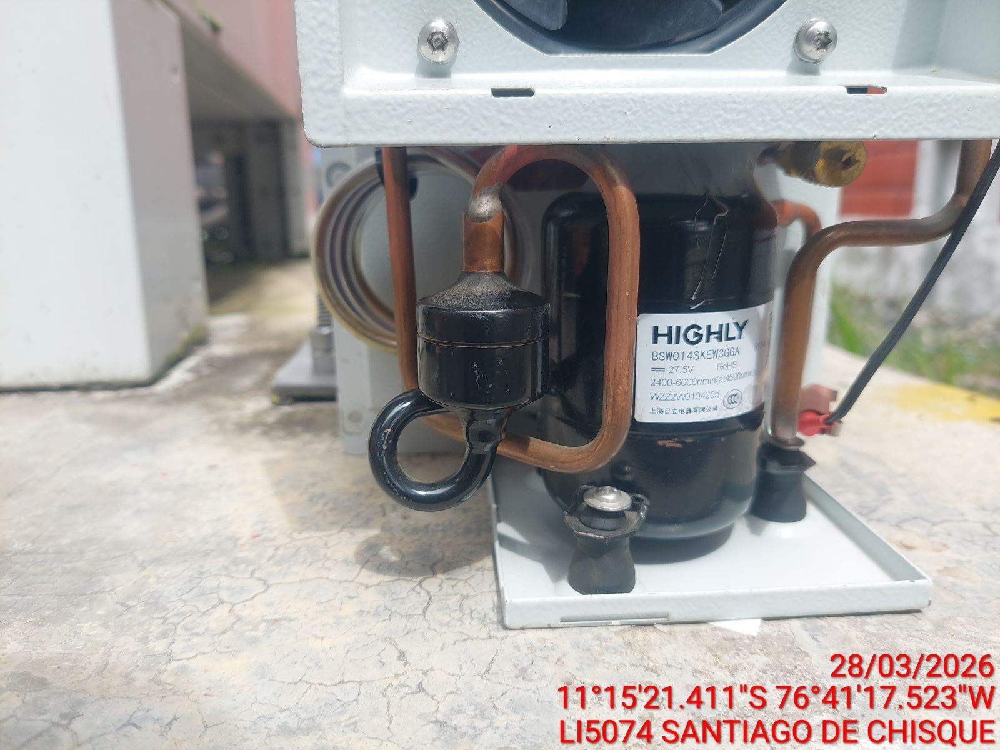 HIGHLY
BSW014SKEW3GGA
27.5V RoHS
2400-6000r/min(at4500r/min
WZZ2W0104205
上海日立电器有限公司
28/03/2026
11°15'21.411"S 76°41'17.523"W
LI5074 SANTIAGO DE CHISQUE